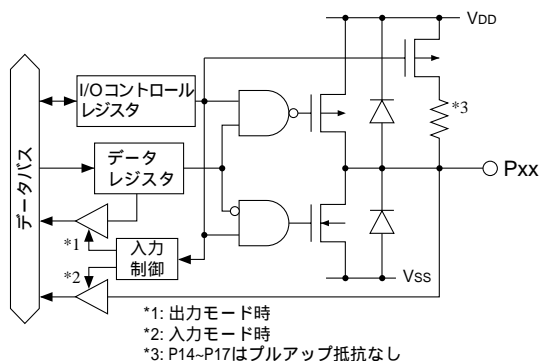 VDD
I/Oコントロール
レジスタ
*3
データ
レジスタ
Pxx
データバス
*1
入力
制御
*2
VSS
*1: 出力モード時
*2: 入力モード時
*3: P14~P17はプルアップ抵抗なし